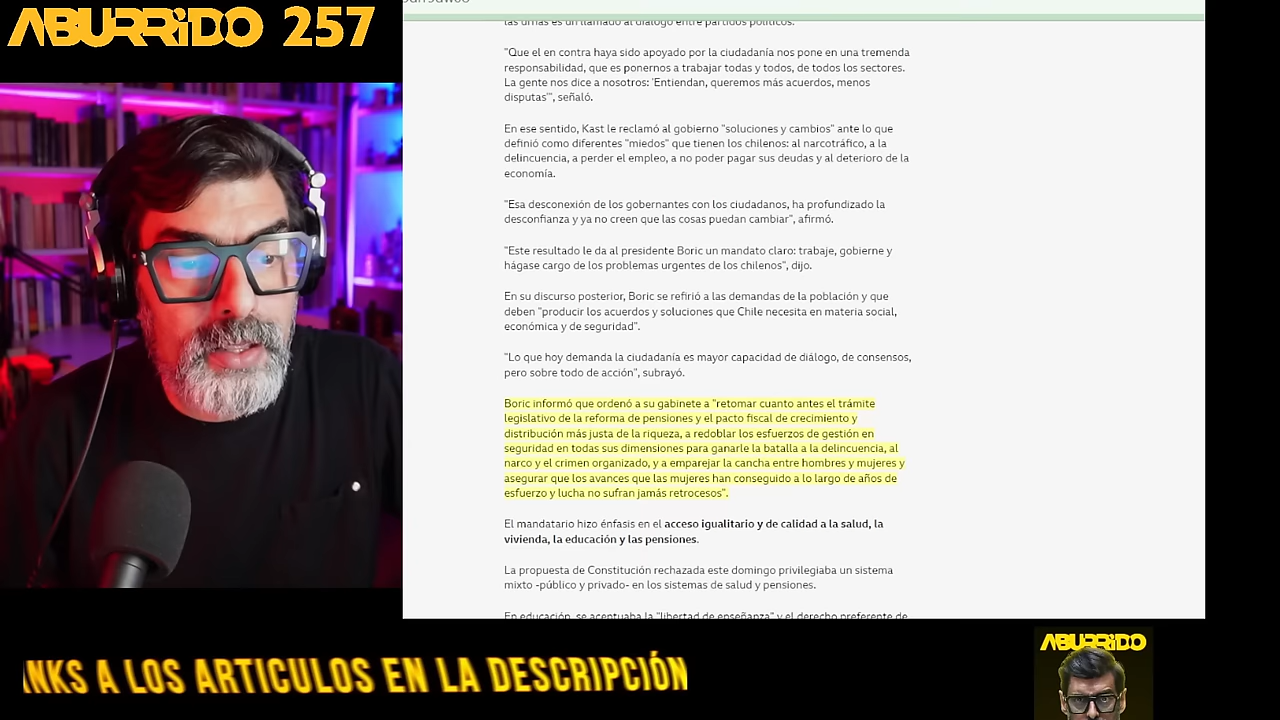 ABURRIDO 257
las urnas es un llamado al diálogo entre partidos políticos.
"Que el en contra haya sido apoyado por la ciudadanía nos pone en una tremenda
responsabilidad, que es ponernos a trabajar todas y todos, de todos los sectores.
La gente nos dice a nosotros: 'Entiendan, queremos más acuerdos, menos
disputas'", señaló.
En ese sentido, Kast le reclamó al gobierno "soluciones y cambios" ante lo que
definió como diferentes "miedos" que tienen los chilenos: al narcotráfico, a la
delincuencia, a perder el empleo, a no poder pagar sus deudas y al deterioro de la
economía.
"Esa desconexión de los gobernantes con los ciudadanos, ha profundizado la
desconfianza y ya no creen que las cosas puedan cambiar", afirmó.
"Este resultado le da al presidente Boric un mandato claro: trabaje, gobierne y
hágase cargo de los problemas urgentes de los chilenos", dijo.
En su discurso posterior, Boric se refirió a las demandas de la población y que
deben "producir los acuerdos y soluciones que Chile necesita en materia social,
económica y de seguridad".
"Lo que hoy demanda la ciudadanía es mayor capacidad de diálogo, de consensos,
pero sobre todo de acción", subrayó.
Boric informó que ordenó a su gabinete a "retomar cuanto antes el trámite
legislativo de la reforma de pensiones y el pacto fiscal de crecimiento y
distribución más justa de la riqueza, a redoblar los esfuerzos de gestión en
seguridad en todas sus dimensiones para ganarle la batalla a la delincuencia, al
narco y el crimen organizado, y a emparejar la cancha entre hombres y mujeres y
asegurar que los avances que las mujeres han conseguido a lo largo de años de
esfuerzo y lucha no sufran jamás retrocesos".
El mandatario hizo énfasis en el acceso igualitario y de calidad a la salud, la
vivienda, la educación y las pensiones.
La propuesta de Constitución rechazada este domingo privilegiaba un sistema
mixto -público y privado- en los sistemas de salud y pensiones.
En educación, se acentuaba la "libertad de enseñanza" y el derecho preferente de
NKS A LOS ARTICULOS EN LA DESCRIPCIÓN
ABURRIDO